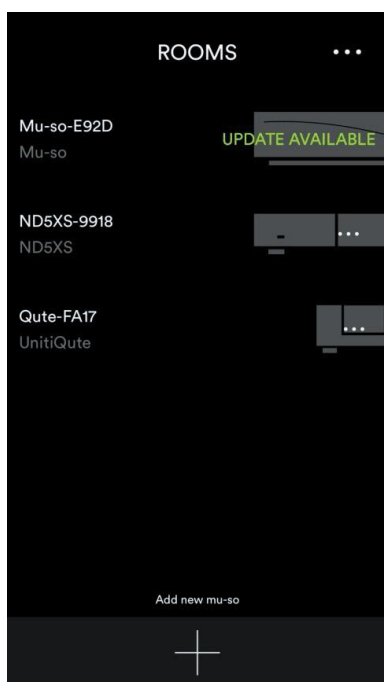 ROOMS
Mu-so-E92D
Mu-so
UPDATE AVAILABLE
ND5XS-9918
ND5XS
Qute-FA17
UnitiQute
Add new mu-so